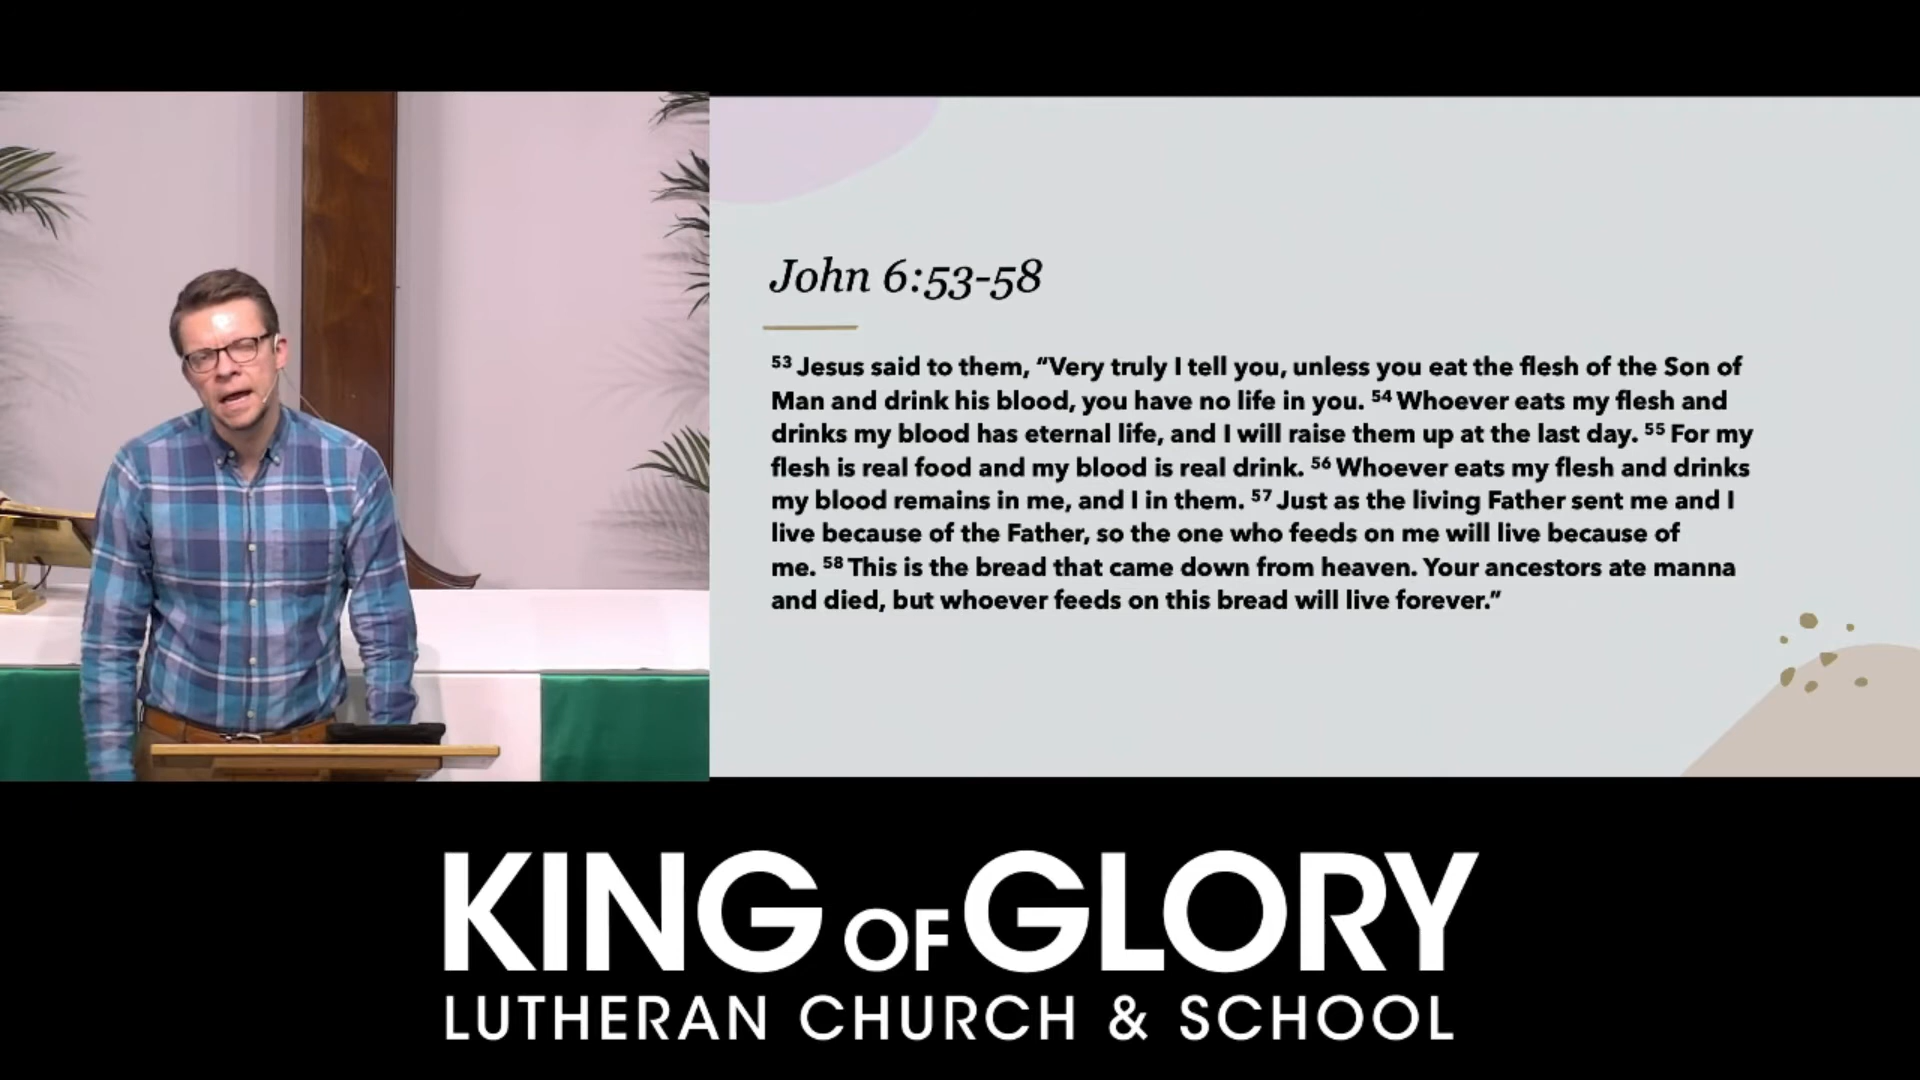 John 6:53-58
53 Jesus said to them, “Very truly I tell you, unless you eat the flesh of the Son of
Man and drink his blood, you have no life in you. 54 Whoever eats my flesh and
drinks my blood has eternal life, and I will raise them up at the last day. 55 For my
flesh is real food and my blood is real drink. 56 Whoever eats my flesh and drinks
my blood remains in me, and I in them. 57 Just as the living Father sent me and I
live because of the Father, so the one who feeds on me will live because of
me. 58 This is the bread that came down from heaven. Your ancestors ate manna
and died, but whoever feeds on this bread will live forever.”
KING OF GLORY
LUTHERAN CHURCH & SCHOOL